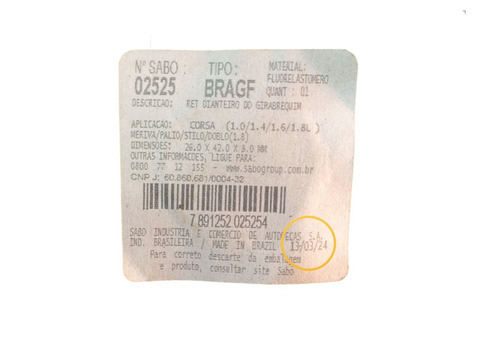 Nº SABO: TIPO: MATERIAL:
02525 BRAGF FLUORELASTOMERO
QUANT : 01
DESCRICAO: RET DIANTEIRO DO GIRABREQUIM
APLICACAO: CORSA (1.0/1.4/1.6/1.8L )
MERIVA/PALIO/STILO/DOBLO(1.8)
DIMENSOES: 26.0 X 42.0 X 8.0 MM
OUTRAS INFORMACOES, LIGUE PARA:
0800 77 12 155 - www.sabogroup.com.br
CNPJ: 60.860.681/0004-32
7 891252 025254
SABO INDUSTRIA E COMERCIO DE AUTOPECAS S.A.
IND. BRASILEIRA / MADE IN BRAZIL 13/03/24
Para correto descarte da embalagem
e produto, consultar site Sabo